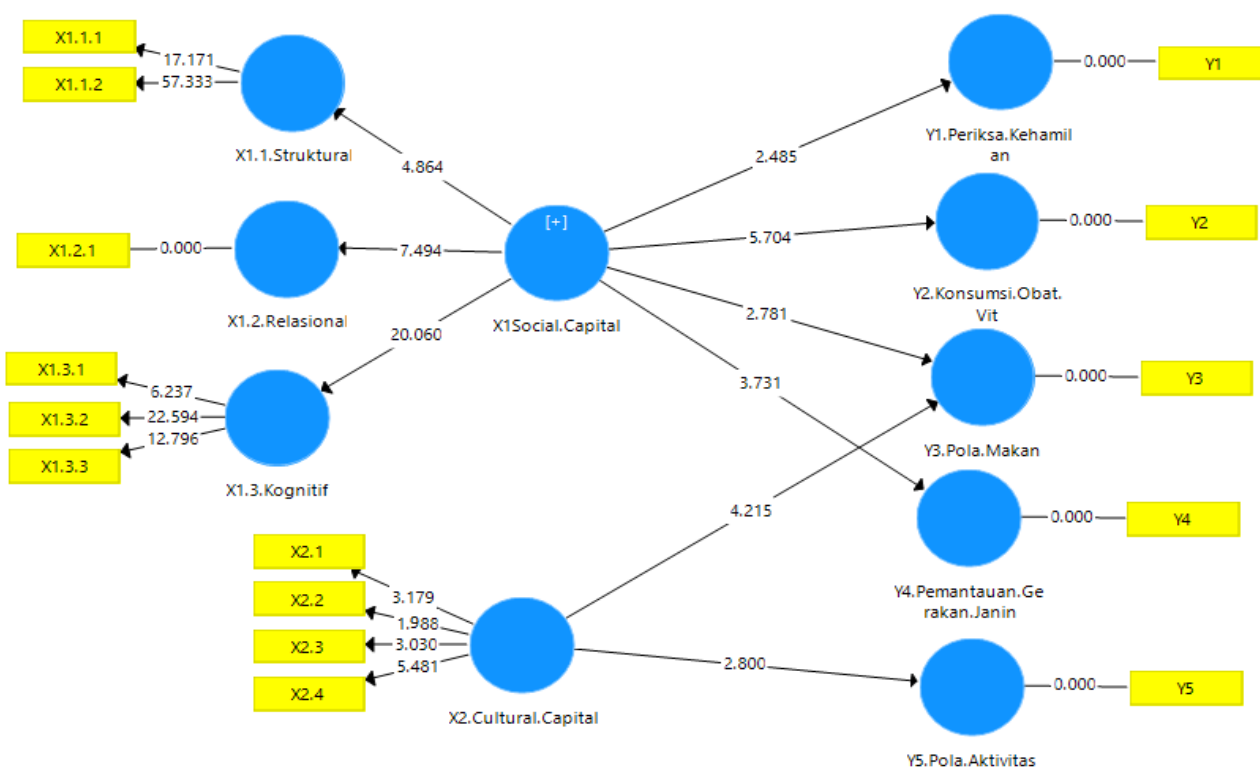 X1.1.1
17.171
X1.1.2
57.333
X1.1.Struktural
4.864
X1.2.1
0.000
7.494
X1.2.Relasional
[+]
X1Social.Capital
20.060
X1.3.1
6.237
X1.3.2
22.594
X1.3.3
12.796
X1.3.Kognitif
2.485
Y1.Periksa.Kehamil
an
0.000
Y1
5.704
Y2.Konsumsi.Obat.
Vit
0.000
Y2
2.781
Y3.Pola.Makan
0.000
Y3
3.731
4.215
Y4.Pemantauan.Ge
rakan.Janin
0.000
Y4
X2.1
3.179
X2.2
1.988
X2.3
3.030
X2.4
5.481
X2.Cultural.Capital
2.800
Y5.Pola.Aktivitas
0.000
Y5